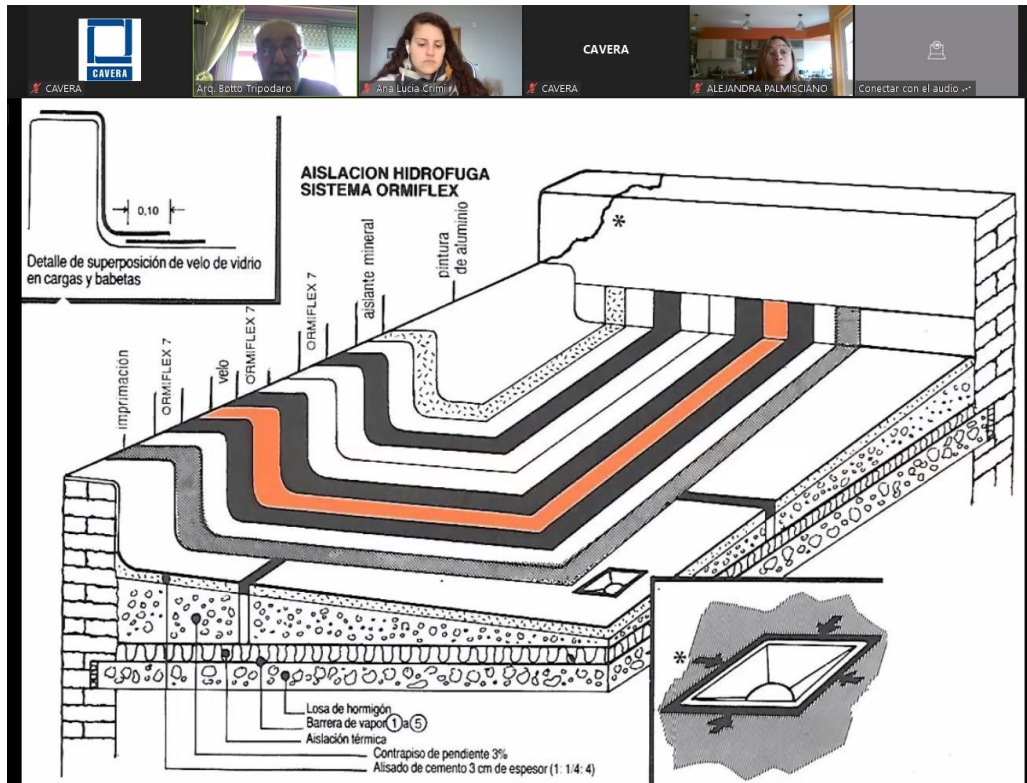 CAVERA
CAVERA
Arq. Botto Tripodaro
Ana Lucia Crimi
CAVERA
CAVERA
ALEJANDRA PALMISCIANO
Conectar con el audio
0,10
Detalle de superposición de velo de vidrio
en cargas y babetas
AISLACION HIDROFUGA
SISTEMA ORMIFLEX
imprimación
ORMIFLEX 7
velo
ORMIFLEX 7
ORMIFLEX 7
aislante mineral
pintura
de aluminio
*
*
Losa de hormigón
Barrera de vapor ① a ⑤
Aislación térmica
Contrapiso de pendiente 3%
Alisado de cemento 3 cm de espesor (1: 1/4: 4)